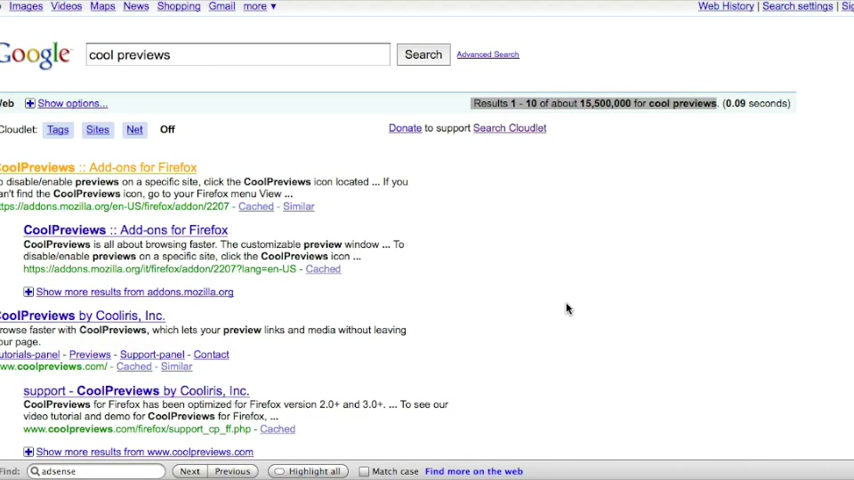 Images Videos Maps News Shopping Gmail more ▼ Web History | Search settings |
Google cool previews Search Advanced Search
Show options... Results 1 - 10 of about 15,500,000 for cool previews. (0.09 seconds)
Cloudlet: Tags Sites Net Off Donate to support Search Cloudlet
CoolPreviews :: Add-ons for Firefox
disable/enable previews on a specific site, click the CoolPreviews icon located ... If you
find the CoolPreviews icon, go to your Firefox menu View ...
ttps://addons.mozilla.org/en-US/firefox/addon/2207 - Cached - Similar
CoolPreviews :: Add-ons for Firefox
CoolPreviews is all about browsing faster. The customizable preview window ... To
disable/enable previews on a specific site, click the CoolPreviews icon ...
https://addons.mozilla.org/it/firefox/addon/2207?lang=en-US - Cached
Show more results from addons.mozilla.org
CoolPreviews by Cooliris, Inc.
rowse faster with CoolPreviews, which lets your preview links and media without leaving
our page.
utorials-panel - Previews - Support-panel - Contact
ww.coolpreviews.com/ - Cached - Similar
support - CoolPreviews by Cooliris, Inc.
CoolPreviews for Firefox has been optimized for Firefox version 2.0+ and 3.0+. ... To see our
video tutorial and demo for CoolPreviews for Firefox, ...
www.coolpreviews.com/firefox/support_cp_ff.php - Cached
Show more results from www.coolpreviews.com
Find: adsense Next Previous Highlight all Match case Find more on the web